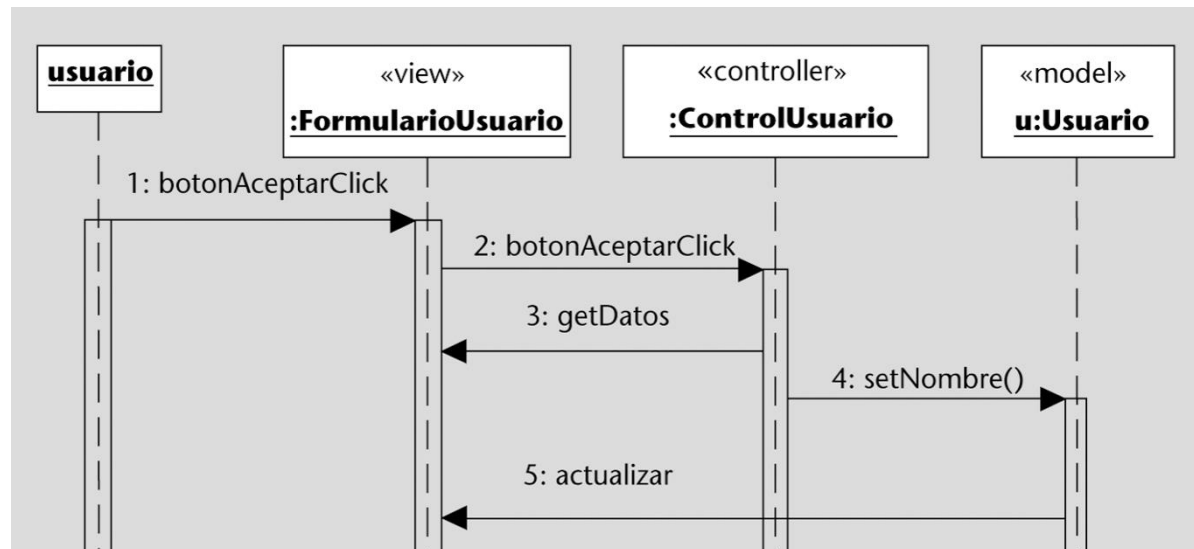 usuario
«view»
:FormularioUsuario
«controller»
:ControlUsuario
«model»
u:Usuario
1: botonAceptarClick
2: botonAceptarClick
3: getDatos
4: setNombre()
5: actualizar